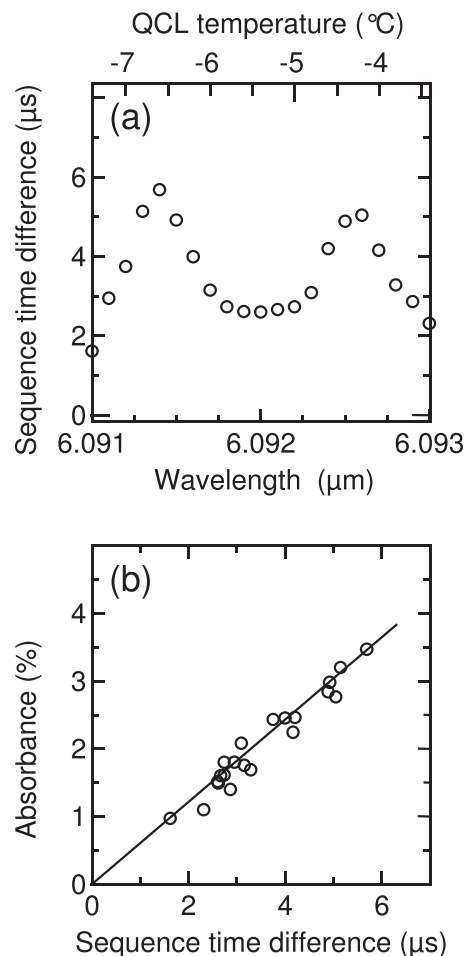 QCL temperature (°C)
-7 -6 -5 -4
(a)
Sequence time difference (μs)
6
4
2
0
6.091 6.092 6.093
Wavelength (μm)
(b)
Absorbance (%)
4
3
2
1
0
0 2 4 6
Sequence time difference (μs)